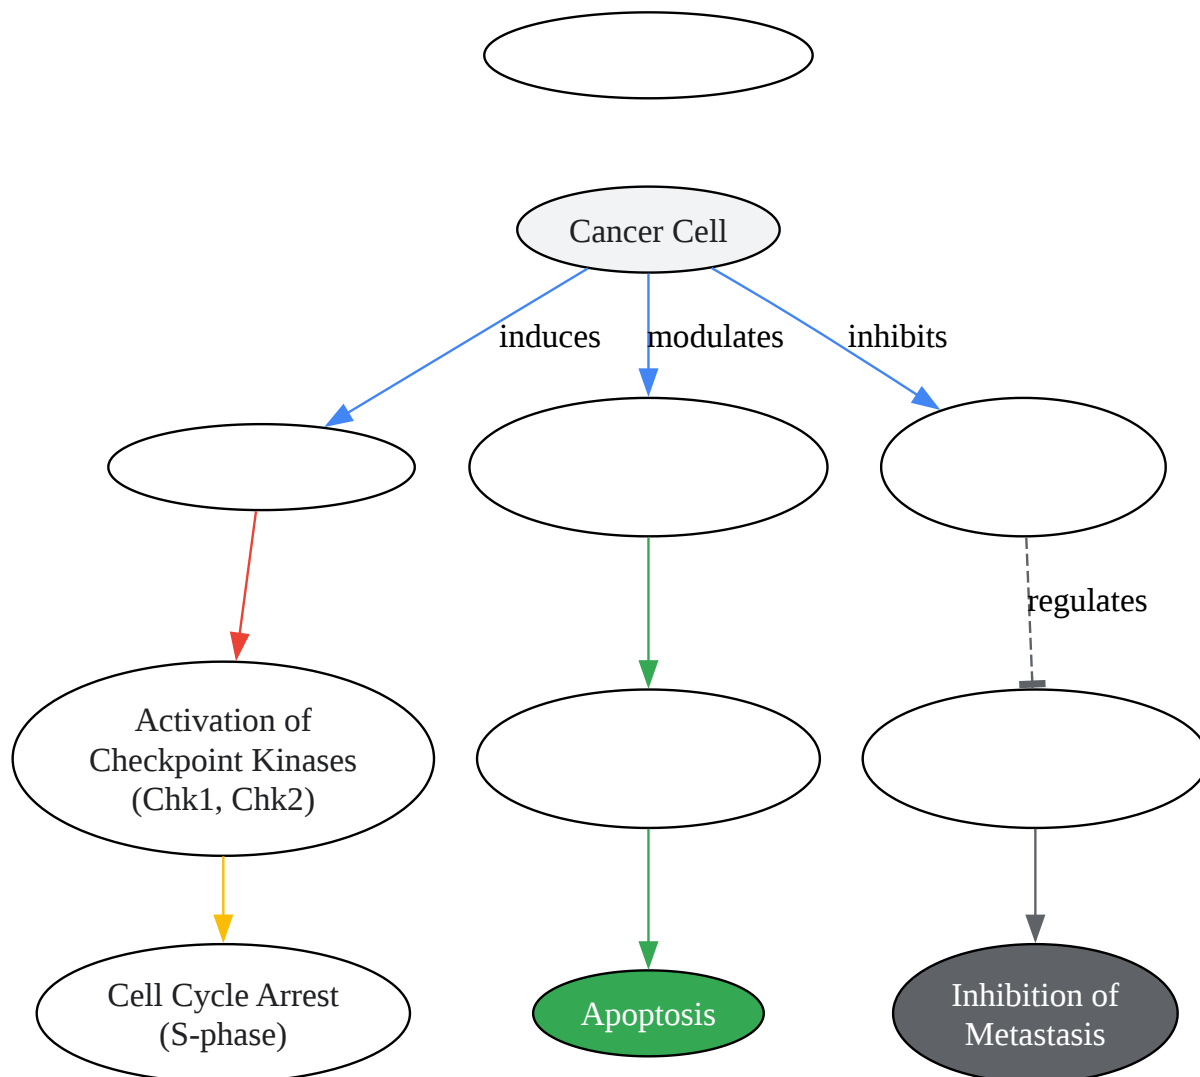 Cancer Cell
induces
modulates
inhibits
regulates
Activation of
Checkpoint Kinases
(Chk1, Chk2)
Cell Cycle Arrest
(S-phase)
Apoptosis
Inhibition of
Metastasis